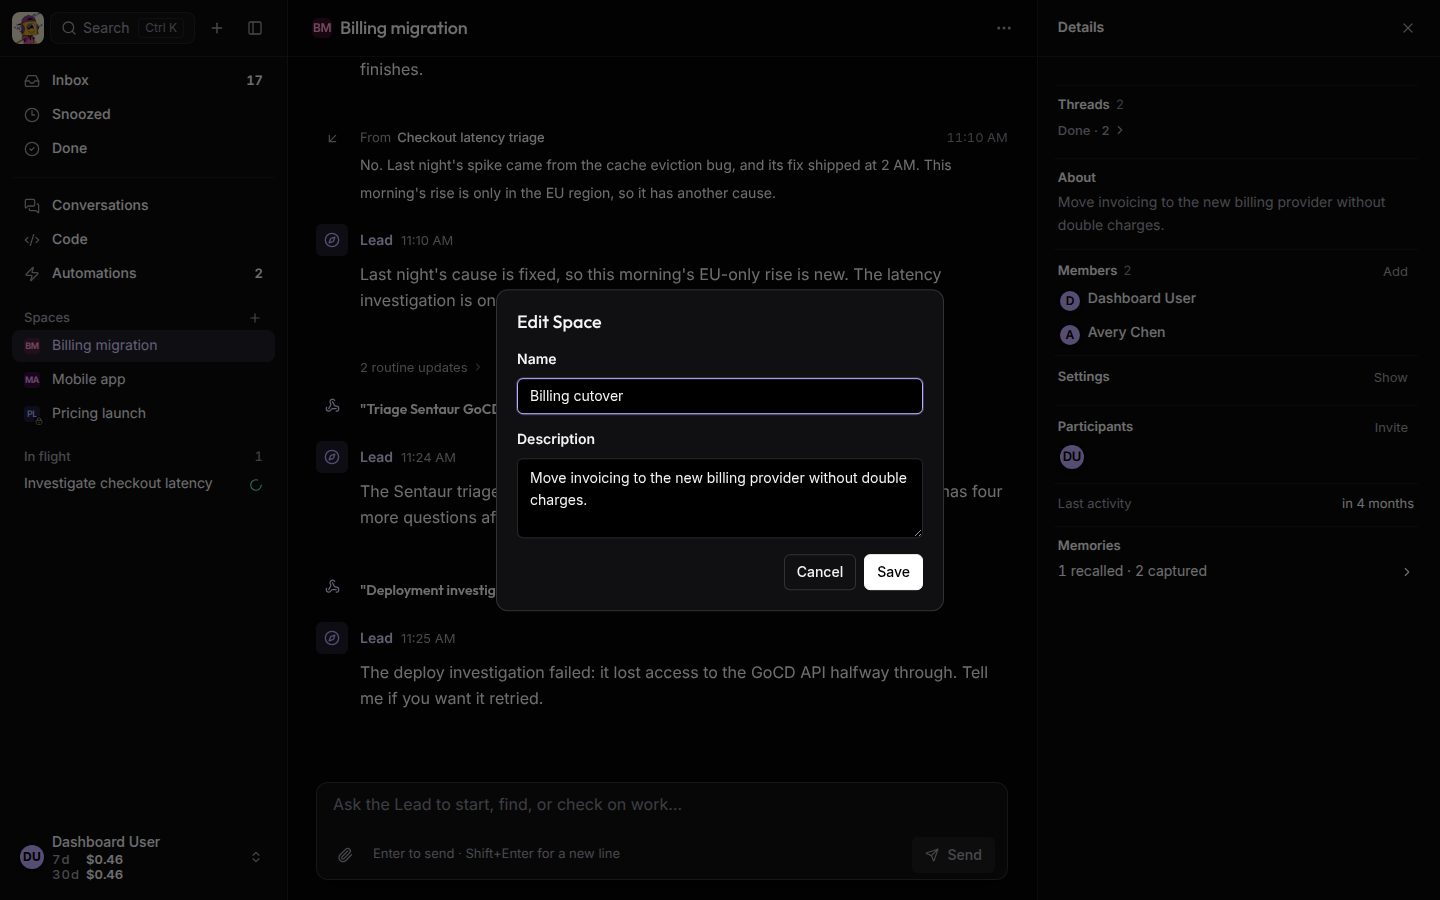 Search Ctrl K
Inbox 17
Snoozed
Done
Conversations
Code
Automations 2
Spaces
BM Billing migration
MA Mobile app
PL Pricing launch
In flight 1
Investigate checkout latency
DU Dashboard User
7d $0.46
30d $0.46
BM Billing migration
finishes.
From Checkout latency triage 11:10 AM
No. Last night's spike came from the cache eviction bug, and its fix shipped at 2 AM. This
morning's rise is only in the EU region, so it has another cause.
Lead 11:10 AM
Last night's cause is fixed, so this morning's EU-only rise is new. The latency
investigation is on
2 routine updates
"Triage Sentaur GoCD
Lead 11:24 AM
The Sentaur triage has four
more questions af
"Deployment investig
Lead 11:25 AM
The deploy investigation failed: it lost access to the GoCD API halfway through. Tell
me if you want it retried.
Ask the Lead to start, find, or check on work...
Enter to send · Shift+Enter for a new line
Send
Edit Space
Name
Billing cutover
Description
Move invoicing to the new billing provider without double
charges.
Cancel Save
Details
Threads 2
Done · 2
About
Move invoicing to the new billing provider without
double charges.
Members 2 Add
D Dashboard User
A Avery Chen
Settings Show
Participants Invite
DU
Last activity in 4 months
Memories
1 recalled · 2 captured